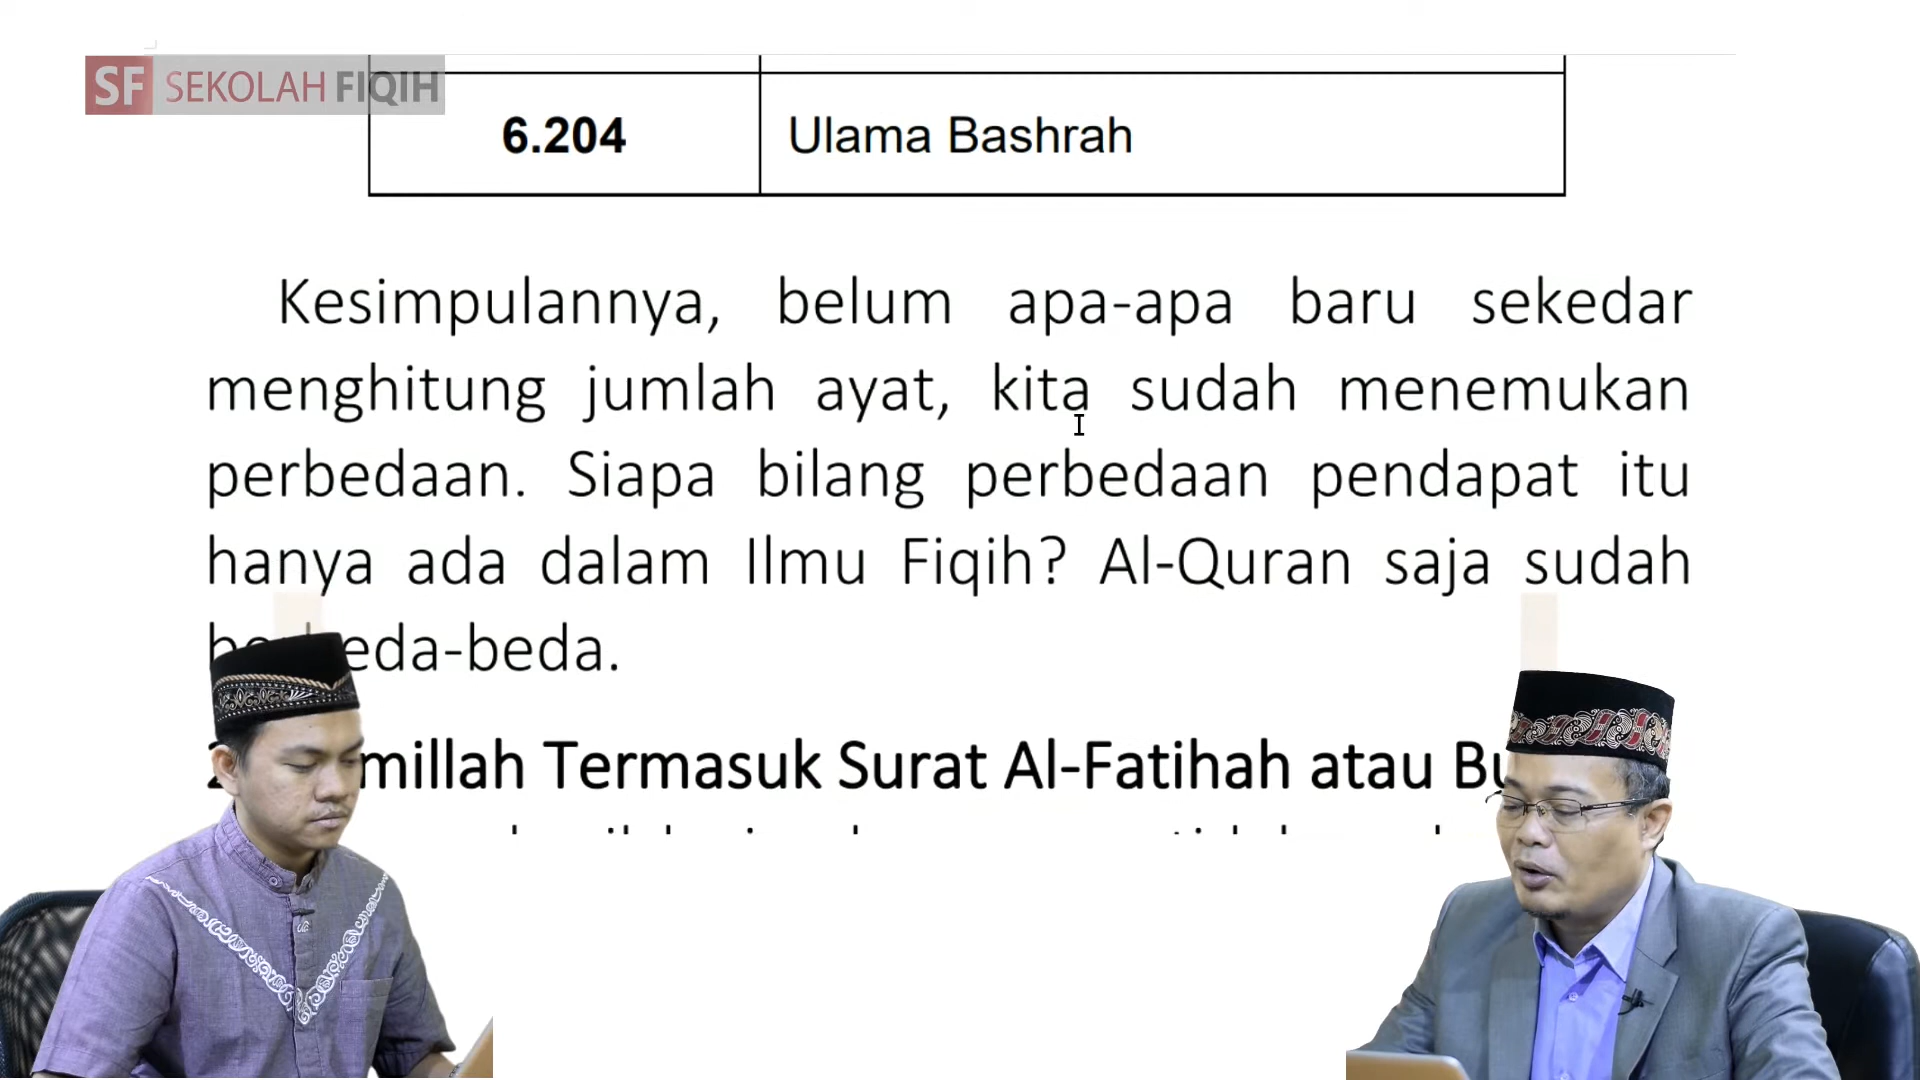 SF SEKOLAH FIQIH
6.204 Ulama Bashrah
Kesimpulannya, belum apa-apa baru sekedar
menghitung jumlah ayat, kita sudah menemukan
perbedaan. Siapa bilang perbedaan pendapat itu
hanya ada dalam Ilmu Fiqih? Al-Quran saja sudah
eda-beda.
millah Termasuk Surat Al-Fatihah atau